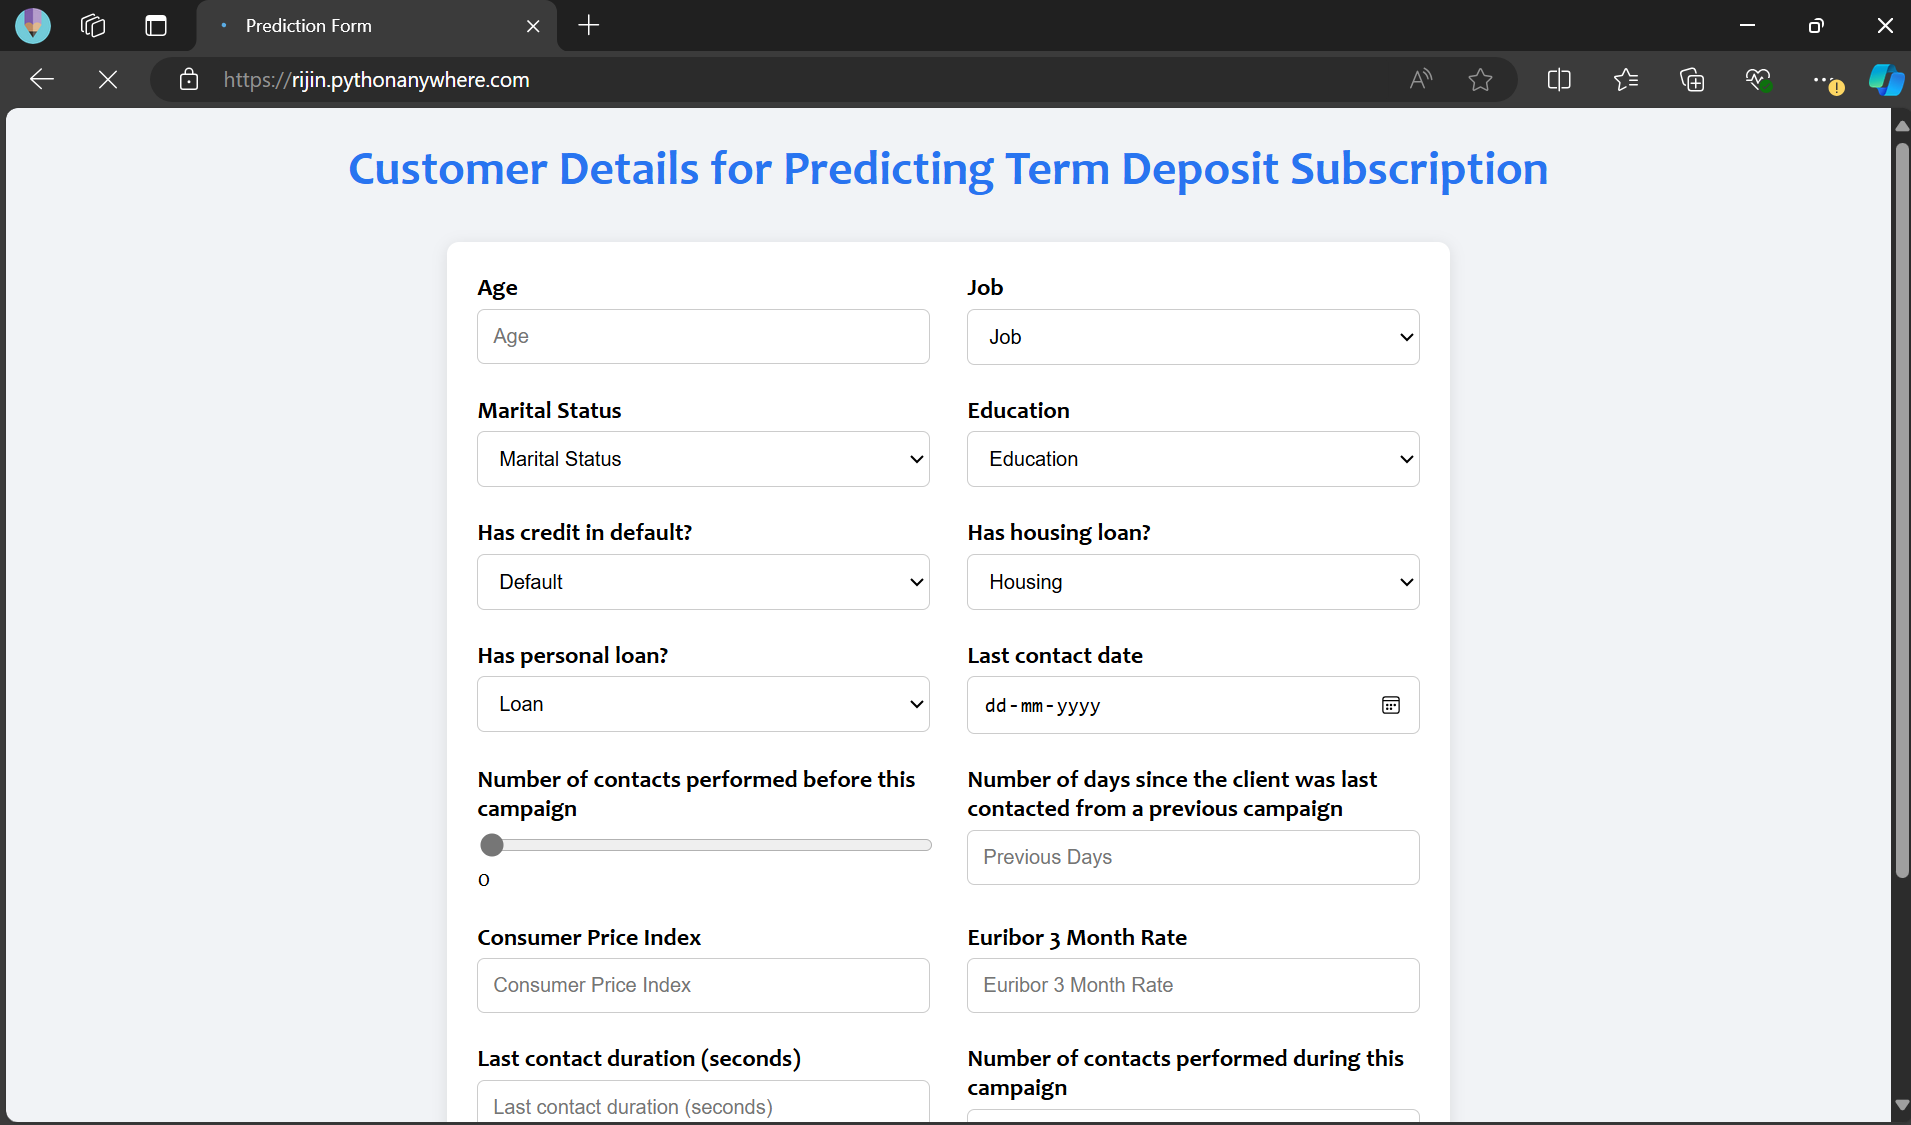 Prediction Form
https://rijin.pythonanywhere.com
Customer Details for Predicting Term Deposit Subscription
Age
Job
Age
Job
Marital Status
Education
Marital Status
Education
Has credit in default?
Has housing loan?
Default
Housing
Has personal loan?
Last contact date
Loan
dd-mm-yyyy
Number of contacts performed before this
campaign
Number of days since the client was last
contacted from a previous campaign
0
Previous Days
Consumer Price Index
Euribor 3 Month Rate
Consumer Price Index
Euribor 3 Month Rate
Last contact duration (seconds)
Number of contacts performed during this
campaign
Last contact duration (seconds)